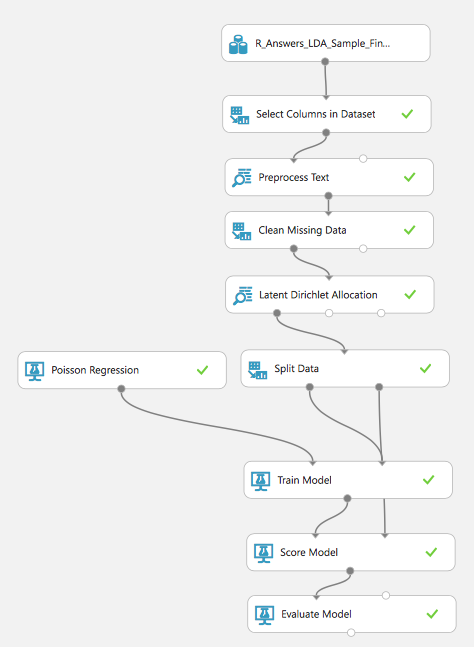 R_Answers_LDA_Sample_Fin...
Select Columns in Dataset
Preprocess Text
Clean Missing Data
Latent Dirichlet Allocation
Poisson Regression
Split Data
Train Model
Score Model
Evaluate Model